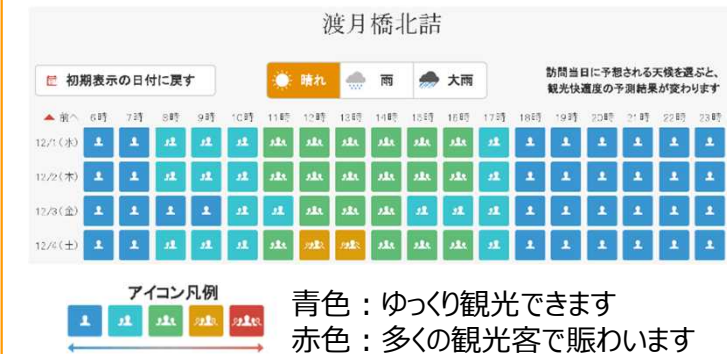 渡月橋北詰
初期表示の日付に戻す
晴れ 雨 大雨
訪問当日に予想される天候を選ぶと、
観光快適度の予測結果が変わります
▲ 前へ 6時 7時 8時 9時 10時 11時 12時 13時 14時 15時 16時 17時 18時 19時 20時 21時 22時 23時
12/1(水)
12/2(木)
12/3(金)
12/4(土)
アイコン凡例
青色：ゆっくり観光できます
赤色：多くの観光客で賑わいます